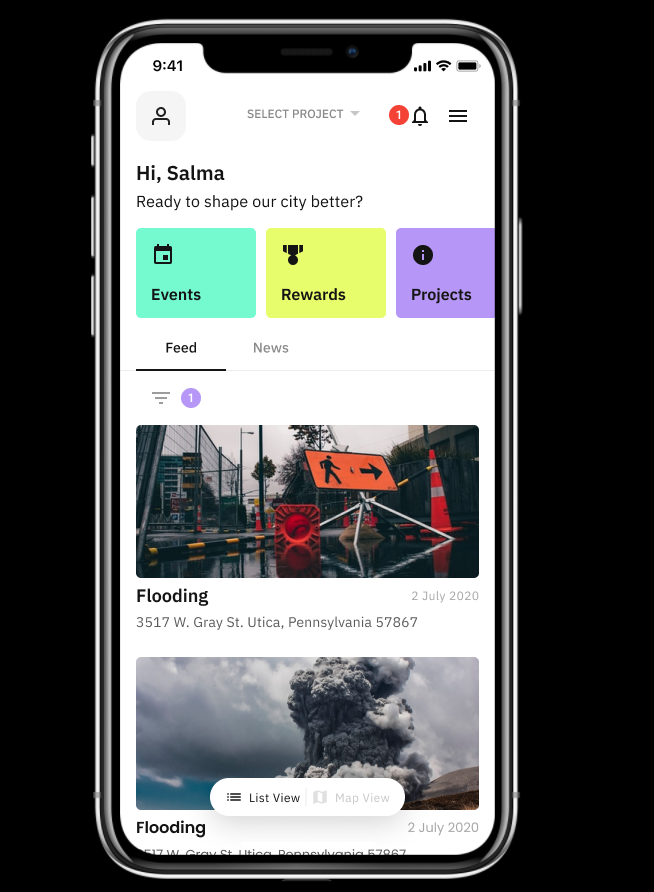 9:41
SELECT PROJECT
1
Hi, Salma
Ready to shape our city better?
Events Rewards Projects
Feed News
1
Flooding 2 July 2020
3517 W. Gray St. Utica, Pennsylvania 57867
List View Map View
Flooding 2 July 2020
W. Gray St. Utica, Pennsylvania 57867